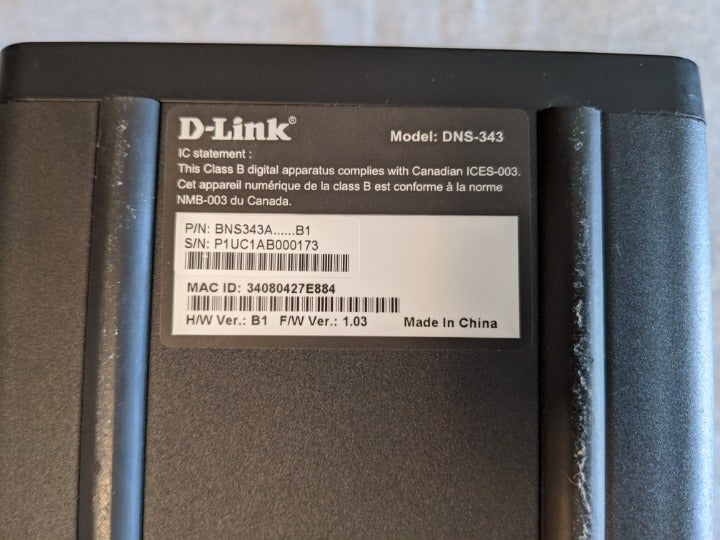 D-Link®
Model: DNS-343
IC statement :
This Class B digital apparatus complies with Canadian ICES-003.
Cet appareil numérique de la class B est conforme à la norme
NMB-003 du Canada.
P/N: BNS343A......B1
S/N: P1UC1AB000173
MAC ID: 34080427E884
H/W Ver.: B1 F/W Ver.: 1.03 Made In China